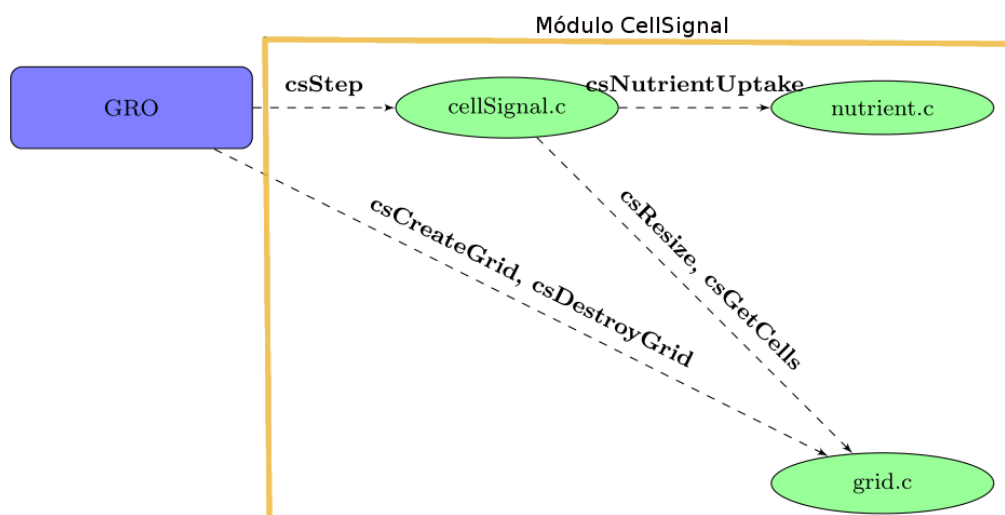 Módulo CellSignal
GRO
csStep
cellSignal.c
csNutrientUptake
nutrient.c
csCreateGrid, csDestroyGrid
csResize, csGetCells
grid.c